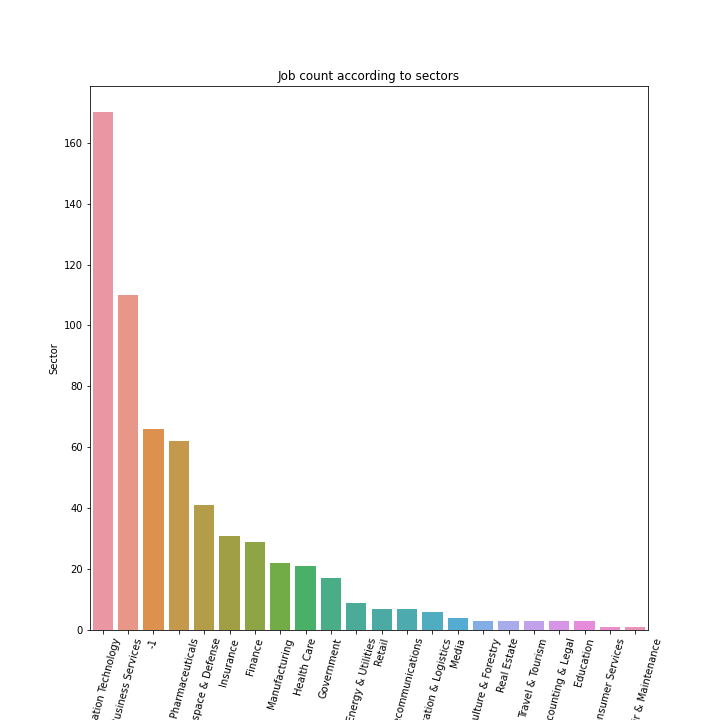 Job count according to sectors
160
140
120
100
80
60
40
20
0
Sector
ation Technology
usiness Services
-1
Pharmaceuticals
space & Defense
Insurance
Finance
Manufacturing
Health Care
Government
Energy & Utilities
Retail
ecommunications
ation & Logistics
Media
ulture & Forestry
Real Estate
Travel & Tourism
counting & Legal
Education
nsumer Services
ir & Maintenance